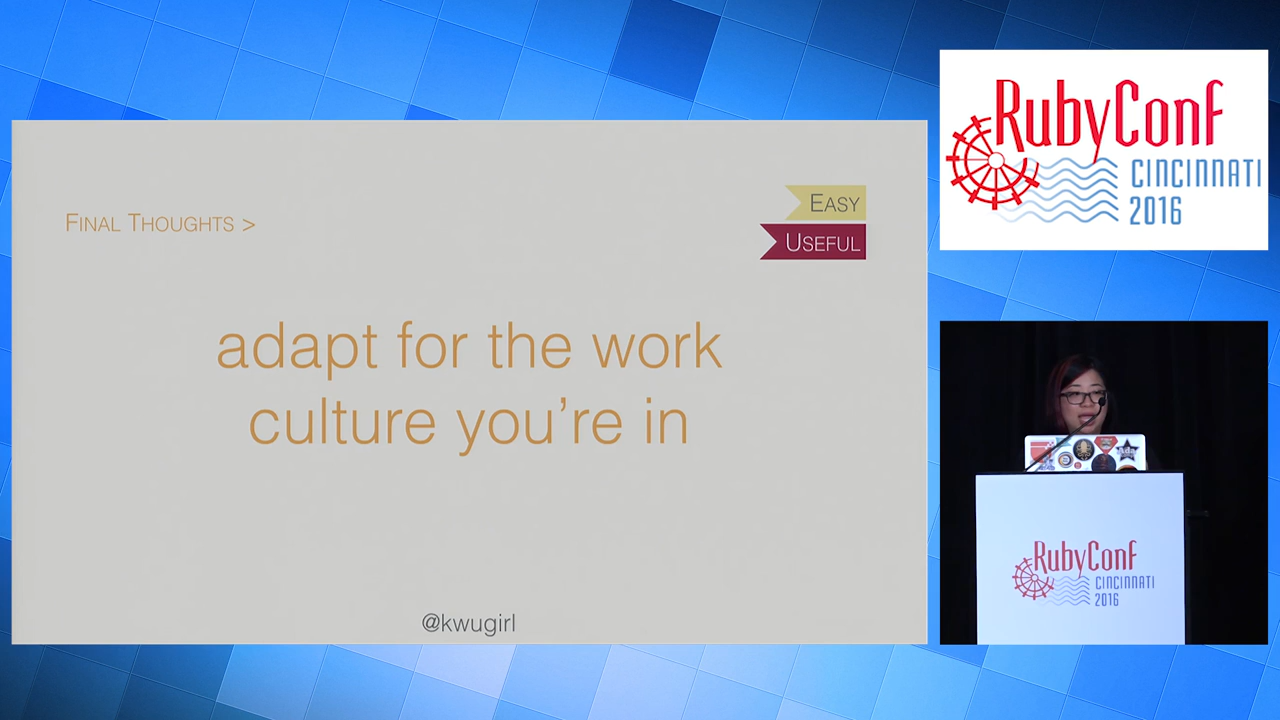 Final Thoughts >
Easy
Useful
adapt for the work
culture you're in
@kwugirl
RubyConf
CINCINNATI
2016
RubyConf
CINCINNATI
2016